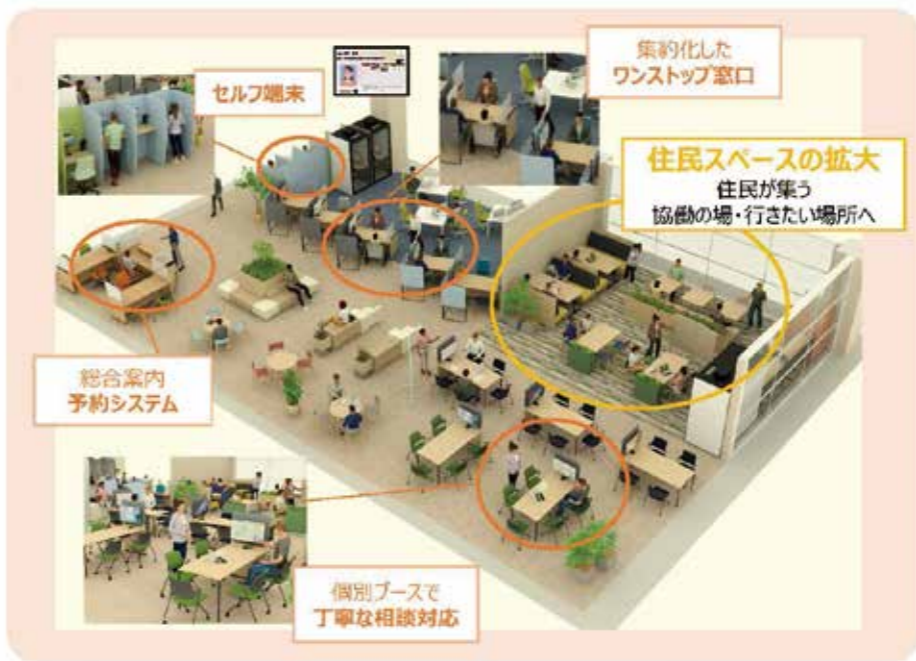 セルフ端末
集約化した
ワンストップ窓口
住民スペースの拡大
住民が集う
協働の場・行きたい場所へ
総合案内
予約システム
個別ブースで
丁寧な相談対応